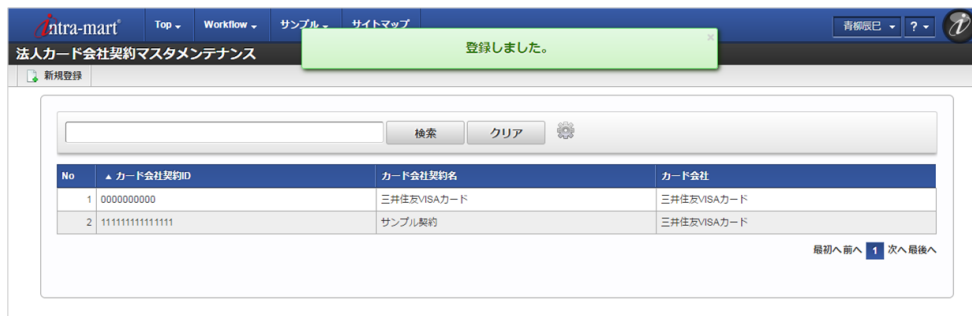 intra-mart Top Workflow サンプル サイトマップ 青柳辰巳 ?
登録しました。 ×
法人カード会社契約マスタメンテナンス
新規登録
検索 クリア
No ▲ カード会社契約ID カード会社契約名 カード会社
1 0000000000 三井住友VISAカード 三井住友VISAカード
2 111111111111111 サンプル契約 三井住友VISAカード
最初へ 前へ 1 次へ 最後へ